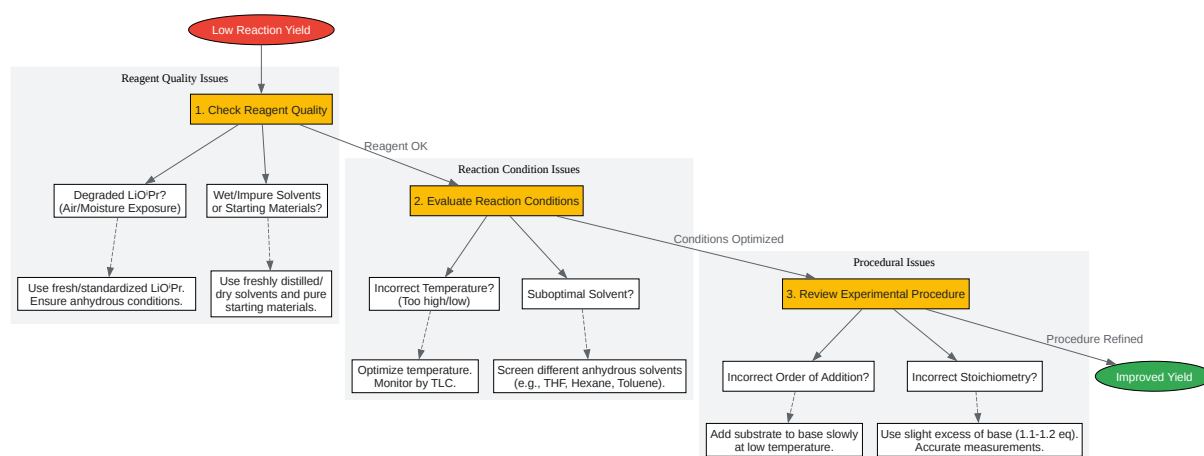 Low Reaction Yield
Reagent Quality Issues
1. Check Reagent Quality
Reagent OK
Degraded LiOⁱPr?
(Air/Moisture Exposure)
Wet/Impure Solvents
or Starting Materials?
Use fresh/standardized LiOⁱPr.
Ensure anhydrous conditions.
Use freshly distilled/
dry solvents and pure
starting materials.
Reaction Condition Issues
2. Evaluate Reaction Conditions
Conditions Optimized
Incorrect Temperature?
(Too high/low)
Suboptimal Solvent?
Optimize temperature.
Monitor by TLC.
Screen different anhydrous solvents
(e.g., THF, Hexane, Toluene).
Procedural Issues
3. Review Experimental Procedure
Procedure Refined
Incorrect Order of Addition?
Incorrect Stoichiometry?
Improved Yield
Add substrate to base slowly
at low temperature.
Use slight excess of base (1.1-1.2 eq).
Accurate measurements.